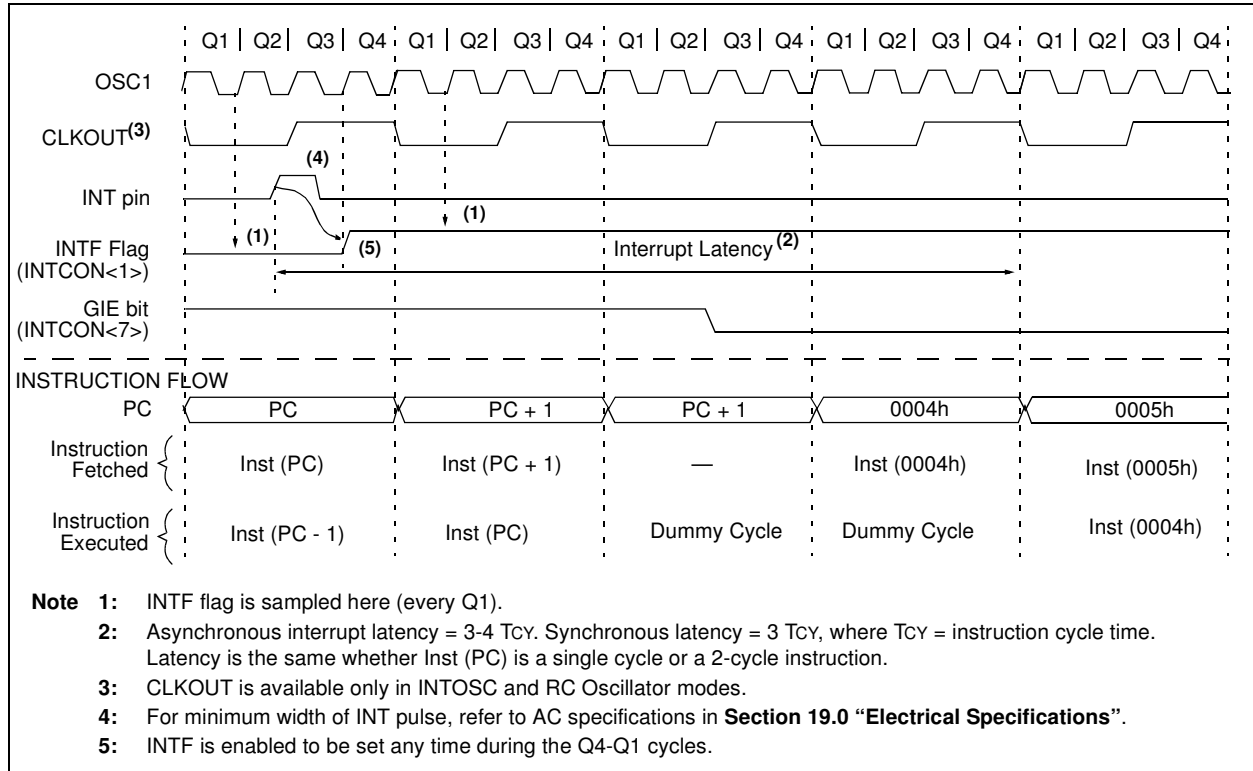 Q1 | Q2 | Q3 | Q4 Q1 | Q2 | Q3 | Q4 Q1 | Q2 | Q3 | Q4 Q1 | Q2 | Q3 | Q4 Q1 | Q2 | Q3 | Q4
OSC1
CLKOUT(3)
(4)
INT pin
(1)
(1)
(5)
INTF Flag
(INTCON<1>)
Interrupt Latency(2)
GIE bit
(INTCON<7>)
INSTRUCTION FLOW
PC PC PC + 1 PC + 1 0004h 0005h
Instruction
Fetched
Inst (PC) Inst (PC + 1) — Inst (0004h) Inst (0005h)
Instruction
Executed
Inst (PC - 1) Inst (PC) Dummy Cycle Dummy Cycle Inst (0004h)
Note 1: INTF flag is sampled here (every Q1).
2: Asynchronous interrupt latency = 3-4 TCY. Synchronous latency = 3 TCY, where TCY = instruction cycle time.
Latency is the same whether Inst (PC) is a single cycle or a 2-cycle instruction.
3: CLKOUT is available only in INTOSC and RC Oscillator modes.
4: For minimum width of INT pulse, refer to AC specifications in Section 19.0 “Electrical Specifications”.
5: INTF is enabled to be set any time during the Q4-Q1 cycles.